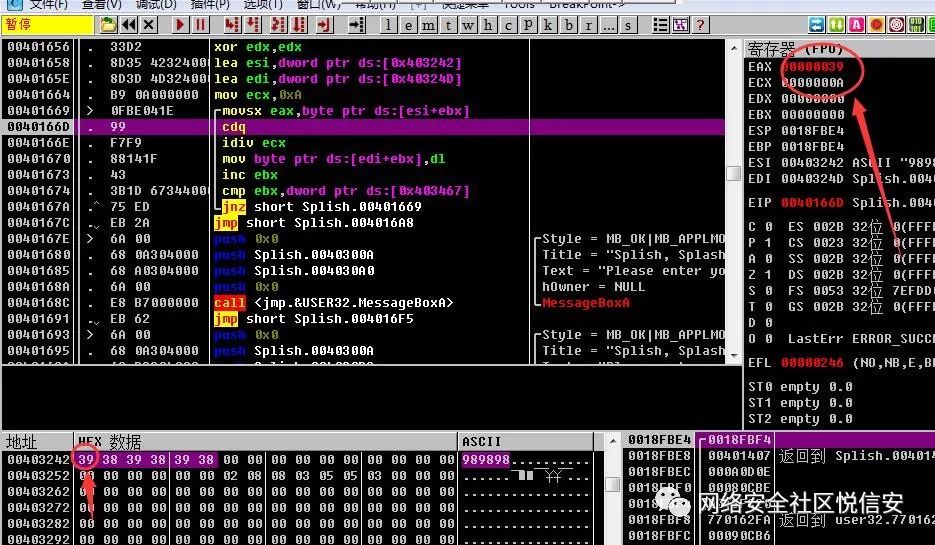 文件(F) 查看(V) 调试(D) 插件(P) 选项(T) 窗口(W) 帮助(H) [+] 快捷菜单 Tools BreakPoint->
暂停
l e m t w h c p k b r ... s
00401656 . 33D2 xor edx,edx
00401658 . 8D35 42324000 lea esi,dword ptr ds:[0x403242]
0040165E . 8D3D 4D324000 lea edi,dword ptr ds:[0x40324D]
00401664 . B9 0A000000 mov ecx,0xA
00401669 > 0FBE041E movsx eax,byte ptr ds:[esi+ebx]
0040166D . 99 cdq
0040166E . F7F9 idiv ecx
00401670 . 88141F mov byte ptr ds:[edi+ebx],dl
00401673 . 43 inc ebx
00401674 . 3B1D 67344000 cmp ebx,dword ptr ds:[0x403467]
0040167A .^ 75 ED jnz short Splish.00401669
0040167C . EB 2A jmp short Splish.004016A8
0040167E > 6A 00 push 0x0
00401680 . 68 0A304000 push Splish.0040300A
00401685 . 68 A0304000 push Splish.004030A0
0040168A . 6A 00 push 0x0
0040168C . E8 B7000000 call <jmp.&USER32.MessageBoxA>
00401691 . EB 62 jmp short Splish.004016F5
00401693 > 6A 00 push 0x0
00401695 . 68 0A304000 push Splish.0040300A
Style = MB_OK|MB_APPLMO
Title = "Splish, Splash
Text = "Please enter yo
hOwner = NULL
MessageBoxA
Style = MB_OK|MB_APPLMO
Title = "Splish, Splash
寄存器 (FPU)
EAX 00000039
ECX 0000000A
EDX 00000000
EBX 00000000
ESP 0018FBE4
EBP 0018FBE4
ESI 00403242 ASCII "9898
EDI 0040324D Splish.0040
EIP 0040166D Splish.0040
C 0 ES 002B 32位 0(FFFF
P 1 CS 0023 32位 0(FFFF
A 0 SS 002B 32位 0(FFFF
Z 1 DS 002B 32位 0(FFFF
S 0 FS 0053 32位 7EFDD0
T 0 GS 002B 32位 0(FFFF
D 0
O 0 LastErr ERROR_SUCC
EFL 00000246 (NO,NB,E,BE
ST0 empty 0.0
ST1 empty 0.0
ST2 empty 0.0
地址 HEX 数据 ASCII
00403242 39 38 39 38 39 38 00 00 00 00 00 00 00 00 00 00 989898..........
00403252 00 00 00 00 00 02 08 08 03 05 05 03 00 00 00 00
00403262 00 00 00 00 00 00 00 00 00 00 00 00 00 00 00 00 ................
00403272 00 00 00 00 00 00 00 00 00 00 00 00 00 00 00 00 ................
00403282 00 00 00 00 00 00 00 00 00 00 00 00 00 00 00 00 ................
00403292 00 00 00 00 00 00 00 00 00 00 00 00 00 00 00 00 ................
0018FBE4 0018FBF4
0018FBE8 00401407 返回到 Splish.004014
0018FBEC 000A0D0E
0018FBF0 00080CBE
0018FBF4
0018FBF8 770162FA 返回到 user32.770162
0018FBFC 00090CB6
网络安全社区悦信安